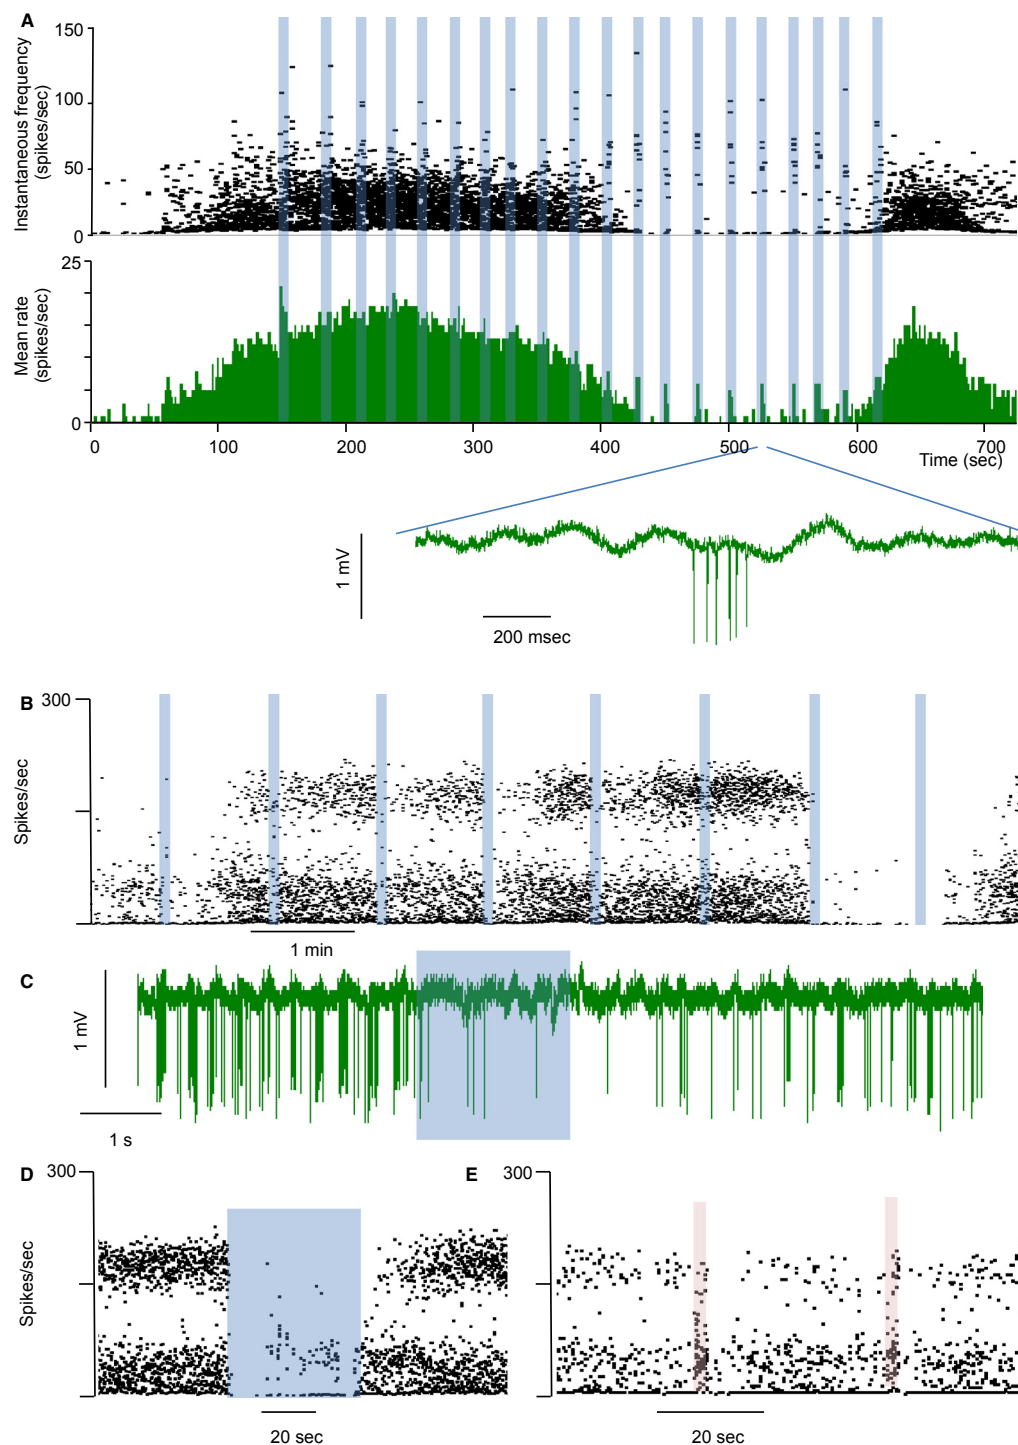 A
150
100
50
0
Instantaneous frequency
(spikes/sec)
25
0
Mean rate
(spikes/sec)
0 100 200 300 400 500 600 700
Time (sec)
1 mV
200 msec
B
300
Spikes/sec
1 min
C
1 mV
1 s
D
300
Spikes/sec
20 sec
E
300
20 sec